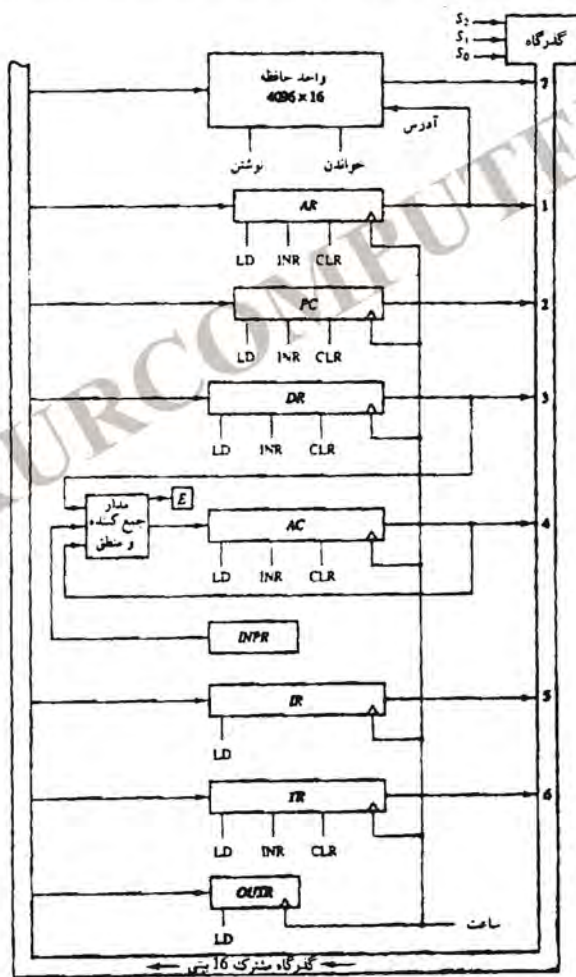 S2
S1
S0
گذرگاه
واحد حافظه
4096 × 16
7
آدرس
نوشتن
خواندن
AR
1
LD INR CLR
PC
2
LD INR CLR
DR
3
LD INR CLR
مدار
جمع کننده
و منطق
E
AC
4
LD INR CLR
INPR
IR
5
LD
TR
6
LD INR CLR
OUTR
LD
ساعت
گذرگاه مشترک 16 بیتی